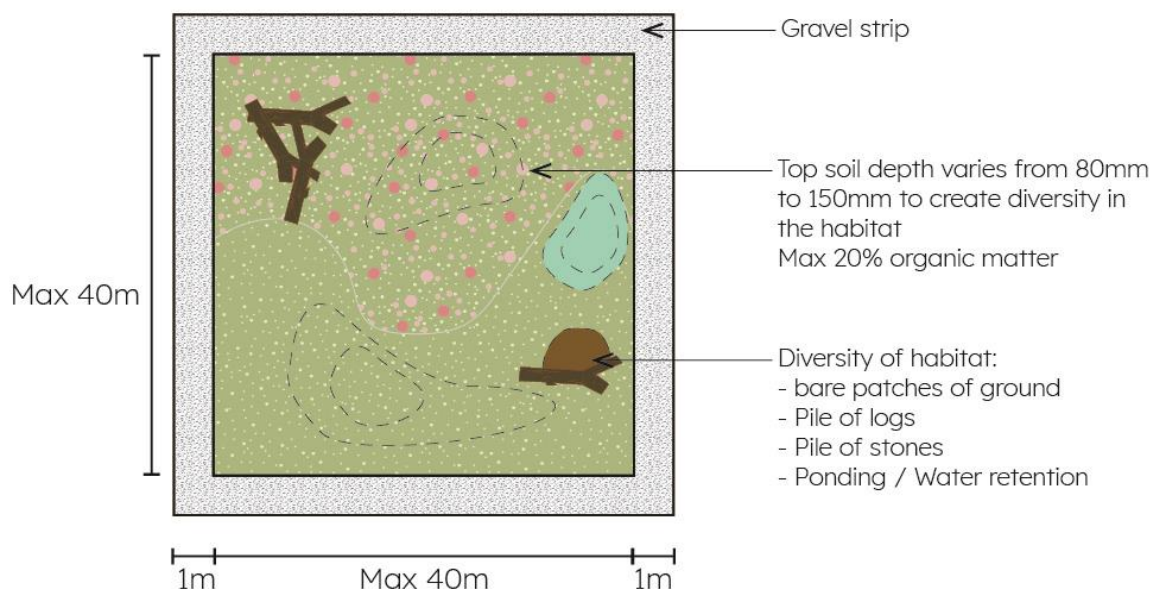 Gravel strip
Top soil depth varies from 80mm
to 150mm to create diversity in
the habitat
Max 20% organic matter
Max 40m
Diversity of habitat:
- bare patches of ground
- Pile of logs
- Pile of stones
- Ponding / Water retention
1m
Max 40m
1m